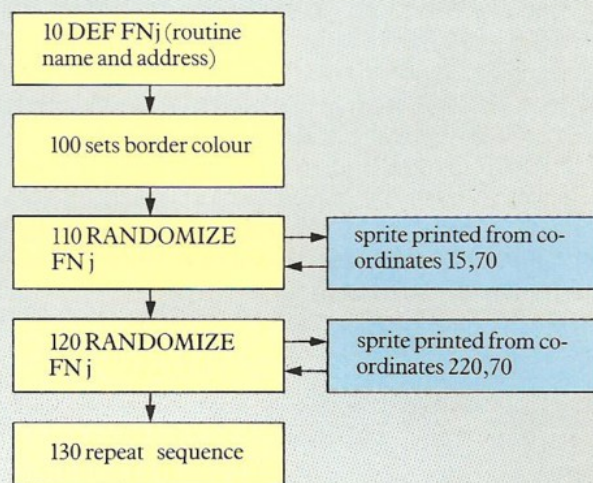 10 DEF FNj (routine
name and address)
100 sets border colour
110 RANDOMIZE
FN j
sprite printed from co-
ordinates 15,70
120 RANDOMIZE
FN j
sprite printed from co-
ordinates 220,70
130 repeat sequence